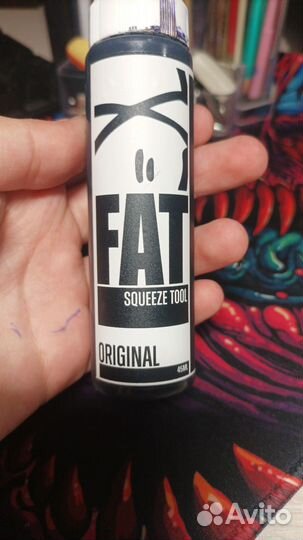 FAT
SQUEEZE TOOL
ORIGINAL
45ML
Avito